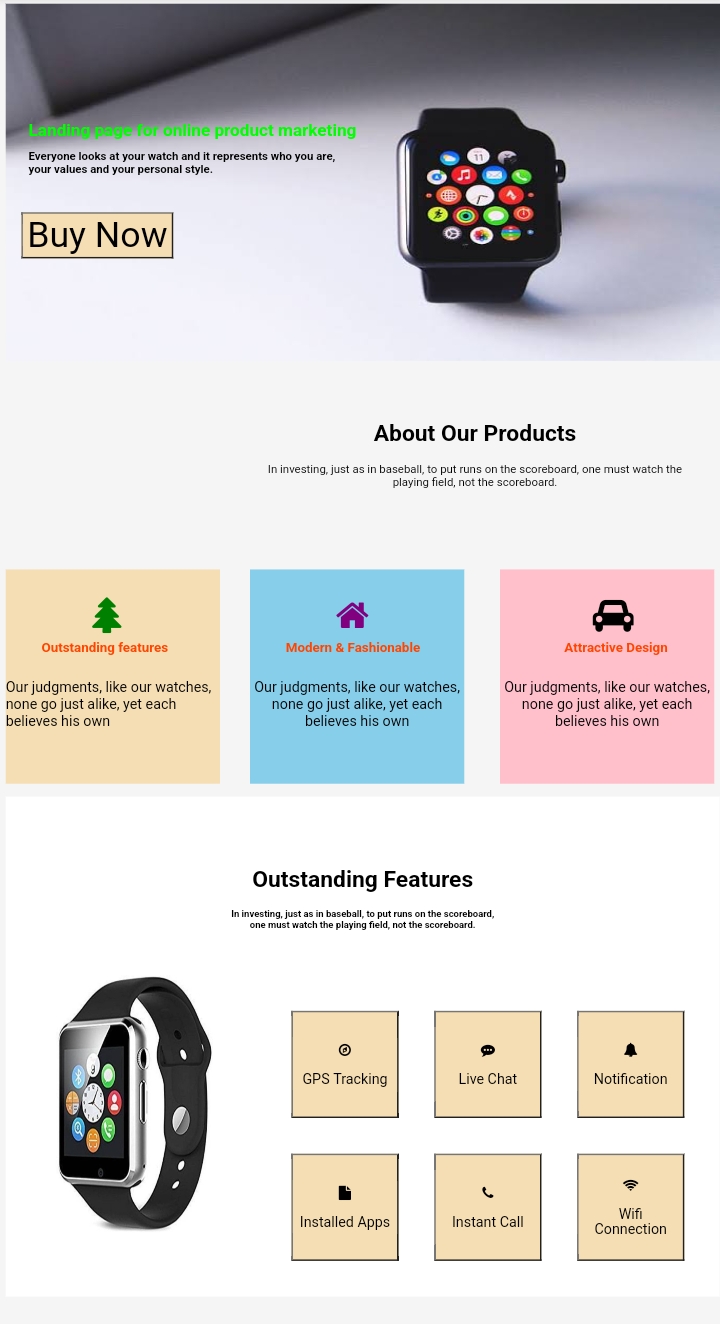 Landing page for online product marketing
Everyone looks at your watch and it represents who you are,
your values and your personal style.
Buy Now
11
About Our Products
In investing, just as in baseball, to put runs on the scoreboard, one must watch the
playing field, not the scoreboard.
Outstanding features
Our judgments, like our watches,
none go just alike, yet each
believes his own
Modern & Fashionable
Our judgments, like our watches,
none go just alike, yet each
believes his own
Attractive Design
Our judgments, like our watches,
none go just alike, yet each
believes his own
Outstanding Features
In investing, just as in baseball, to put runs on the scoreboard,
one must watch the playing field, not the scoreboard.
GPS Tracking
Live Chat
Notification
Installed Apps
Instant Call
Wifi
Connection